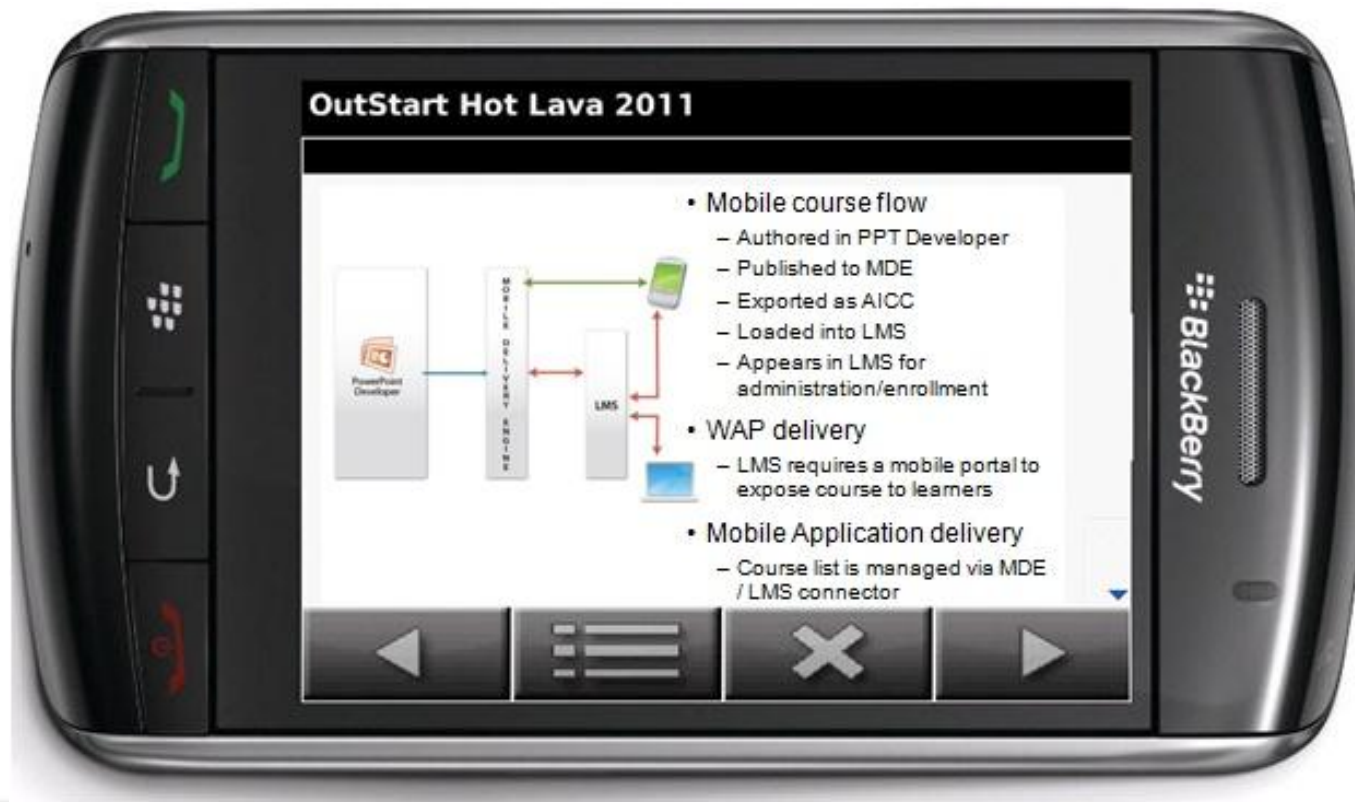 OutStart Hot Lava 2011
PowerPoint
Developer
MOBILE DELIVERY ENGINE
LMS
• Mobile course flow
– Authored in PPT Developer
– Published to MDE
– Exported as AICC
– Loaded into LMS
– Appears in LMS for
administration/enrollment
• WAP delivery
– LMS requires a mobile portal to
expose course to learners
• Mobile Application delivery
– Course list is managed via MDE
/ LMS connector
BlackBerry